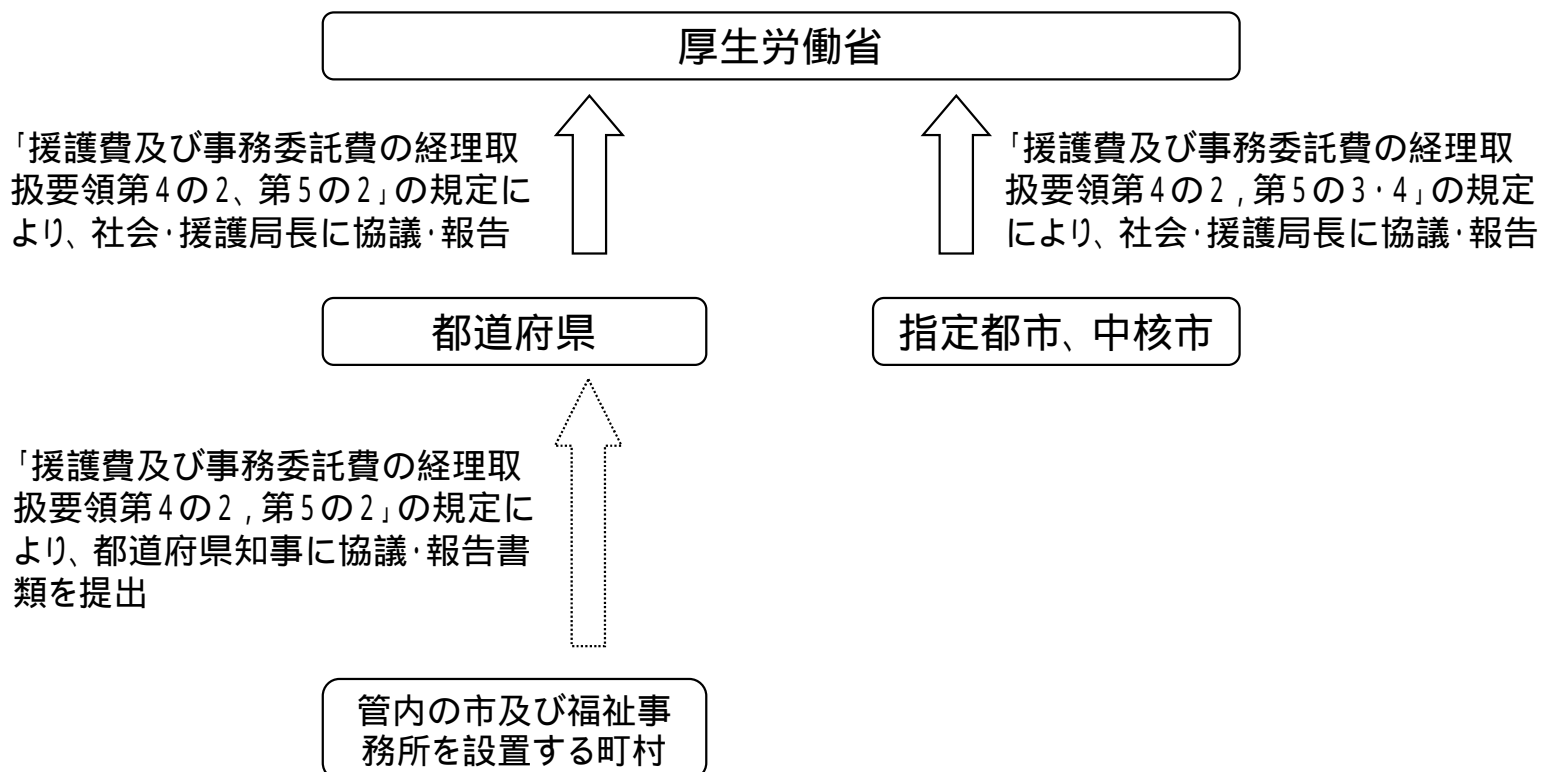 厚生労働省
「援護費及び事務委託費の経理取
扱要領第4の2、第5の2」の規定に
より、社会・援護局長に協議・報告
「援護費及び事務委託費の経理取
扱要領第4の2,第5の3・4」の規定
により、社会・援護局長に協議・報告
都道府県
指定都市、中核市
「援護費及び事務委託費の経理取
扱要領第4の2,第5の2」の規定に
より、都道府県知事に協議・報告書
類を提出
管内の市及び福祉事
務所を設置する町村